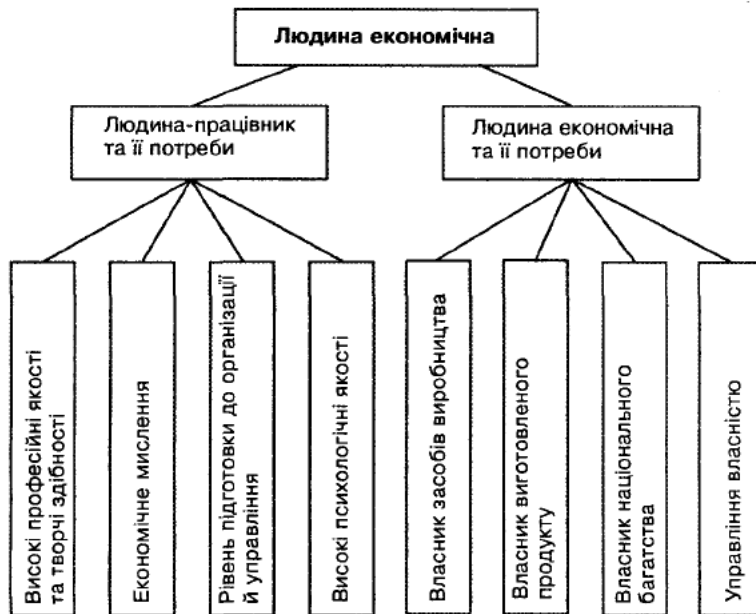 Людина економічна
Людина-працівник
та її потреби
Людина економічна
та її потреби
Високі професійні якості
та творчі здібності
Економічне мислення
Рівень підготовки до організації
й управління
Високі психологічні якості
Власник засобів виробництва
Власник виготовленого
продукту
Власник національного
багатства
Управління власністю